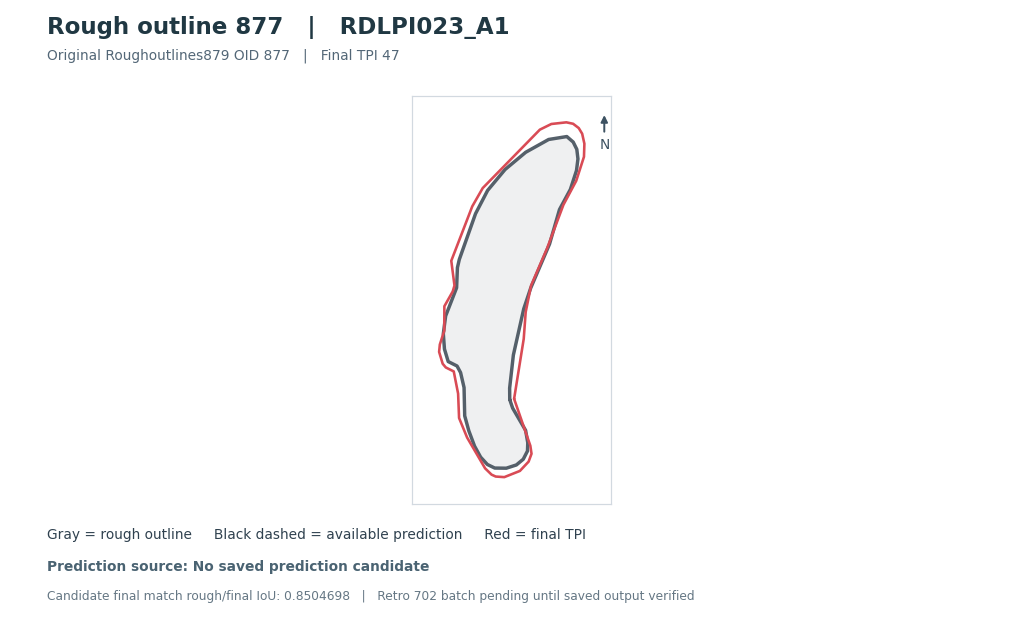 Rough outline 877   |   RDLPI023_A1
Original Roughoutlines879 OID 877   |   Final TPI 47
N
Gray = rough outline     Black dashed = available prediction     Red = final TPI
Prediction source: No saved prediction candidate
Candidate final match rough/final IoU: 0.8504698   |   Retro 702 batch pending until saved output verified